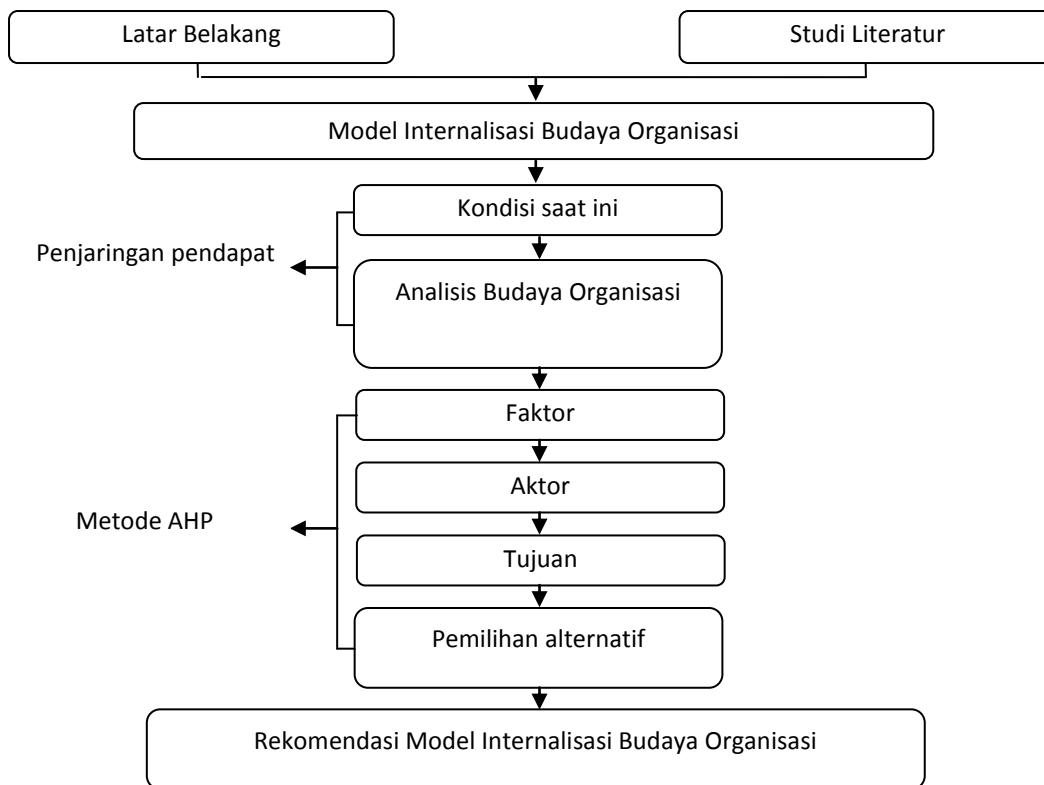 Latar Belakang
Studi Literatur
Model Internalisasi Budaya Organisasi
Kondisi saat ini
Penjaringan pendapat
Analisis Budaya Organisasi
Faktor
Aktor
Metode AHP
Tujuan
Pemilihan alternatif
Rekomendasi Model Internalisasi Budaya Organisasi